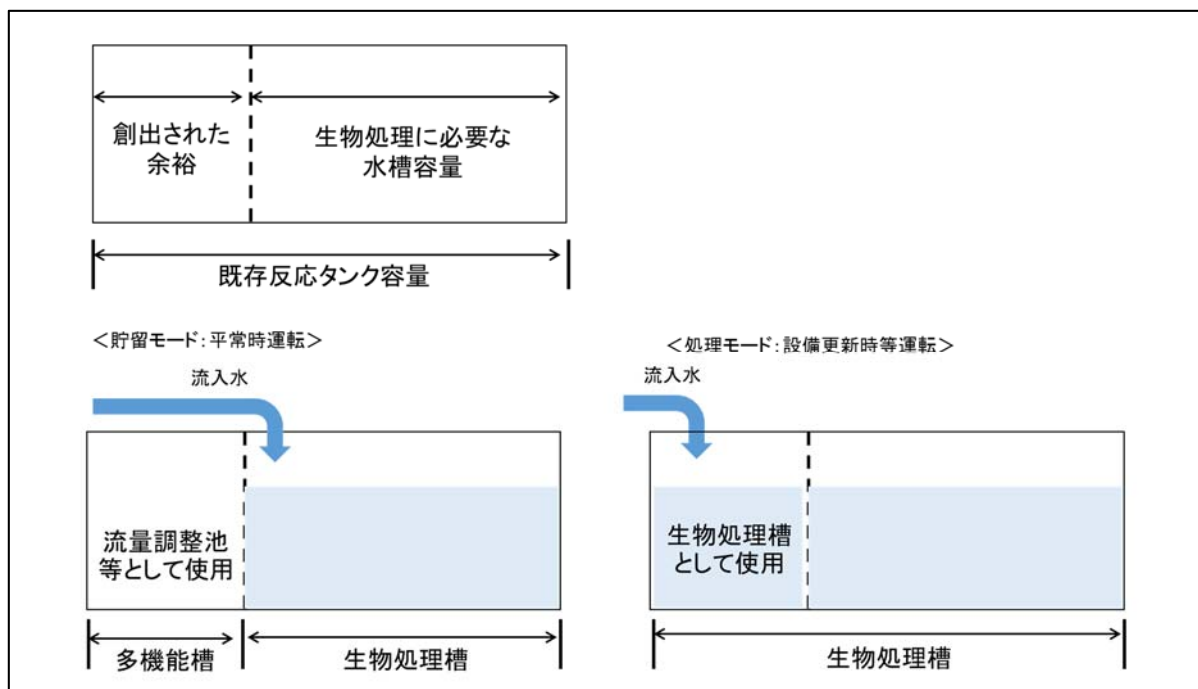 創出された
余裕
生物処理に必要な
水槽容量
既存反応タンク容量
＜貯留モード：平常時運転＞
流入水
流量調整池
等として使用
多機能槽
生物処理槽
＜処理モード：設備更新時等運転＞
流入水
生物処理槽
として使用
生物処理槽